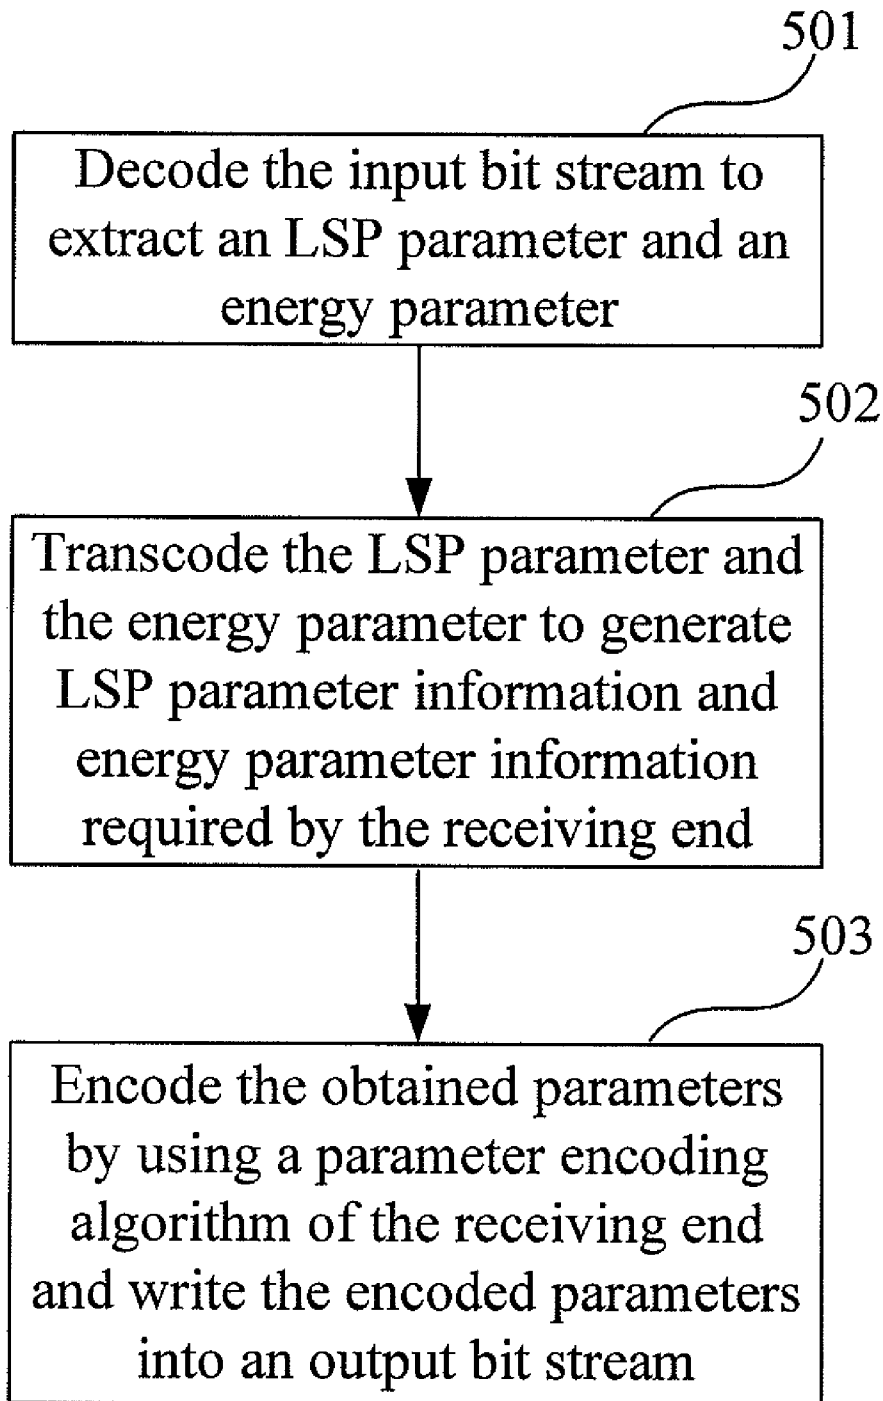 501
Decode the input bit stream to
extract an LSP parameter and an
energy parameter
502
Transcode the LSP parameter and
the energy parameter to generate
LSP parameter information and
energy parameter information
required by the receiving end
503
Encode the obtained parameters
by using a parameter encoding
algorithm of the receiving end
and write the encoded parameters
into an output bit stream